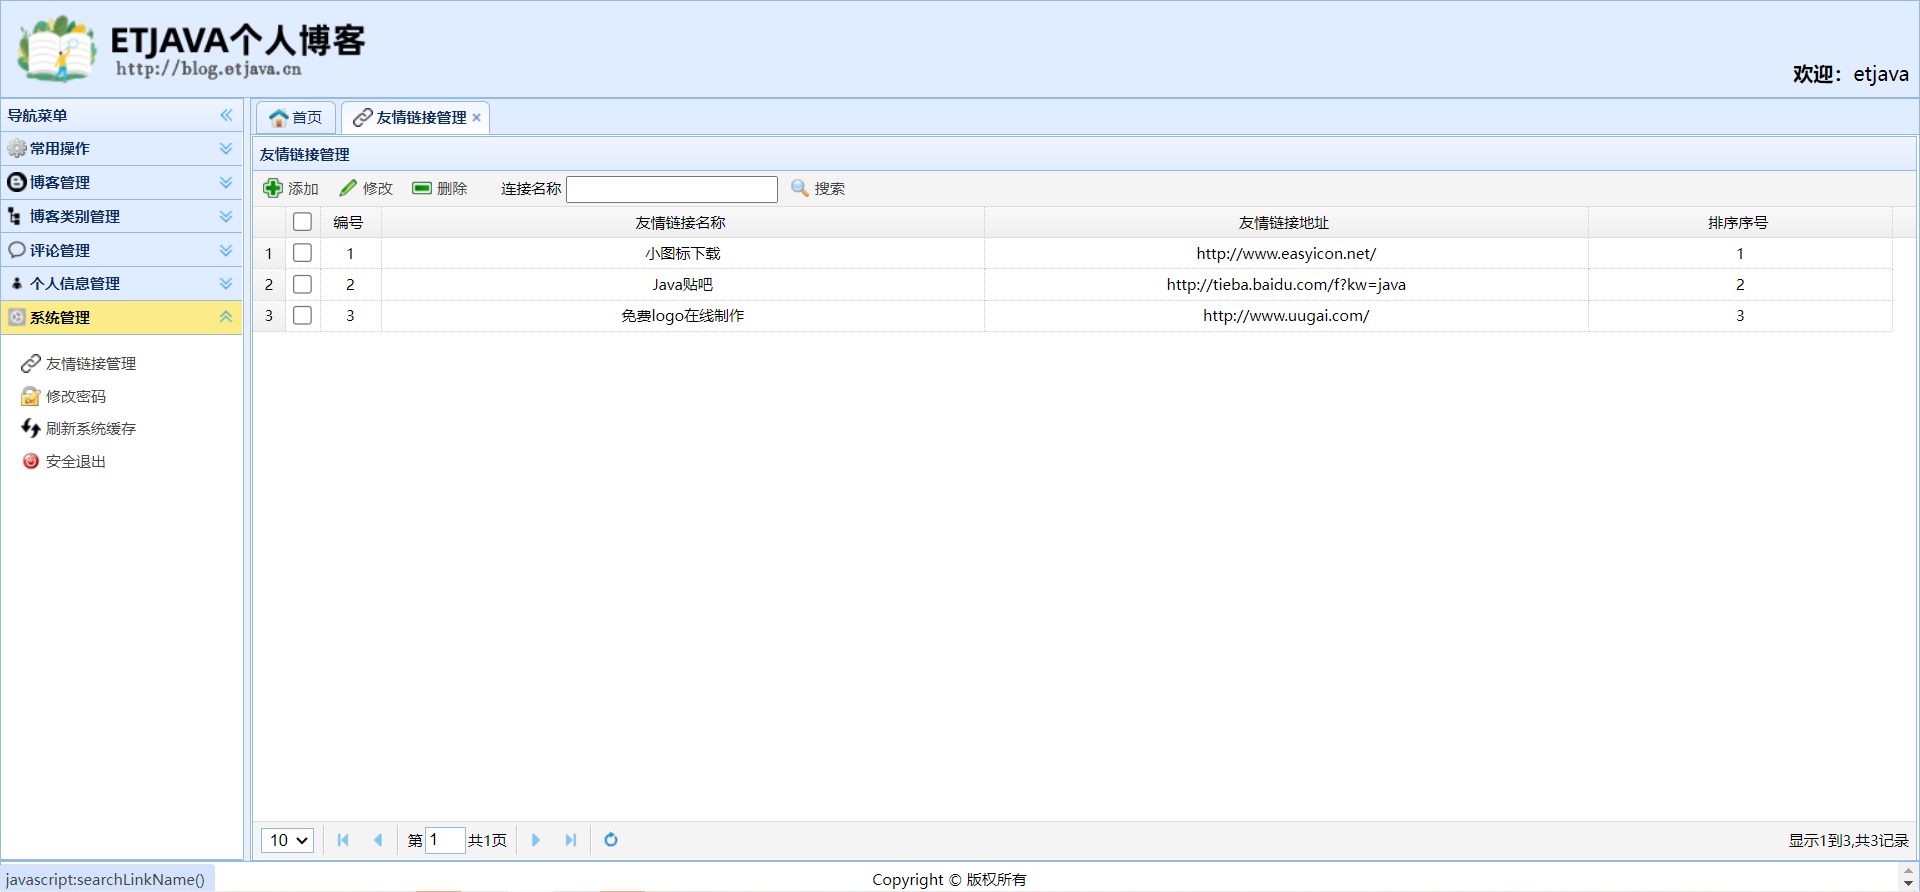 ETJAVA个人博客
http://blog.etjava.cn
欢迎：etjava
导航菜单
常用操作
博客管理
博客类别管理
评论管理
个人信息管理
系统管理
友情链接管理
修改密码
刷新系统缓存
安全退出
首页 友情链接管理
友情链接管理
添加 修改 删除 连接名称 搜索
编号 友情链接名称 友情链接地址 排序序号
1 1 小图标下载 http://www.easyicon.net/ 1
2 2 Java贴吧 http://tieba.baidu.com/f?kw=java 2
3 3 免费logo在线制作 http://www.uugai.com/ 3
10 第 1 共1页 显示1到3,共3记录
javascript:searchLinkName()
Copyright © 版权所有